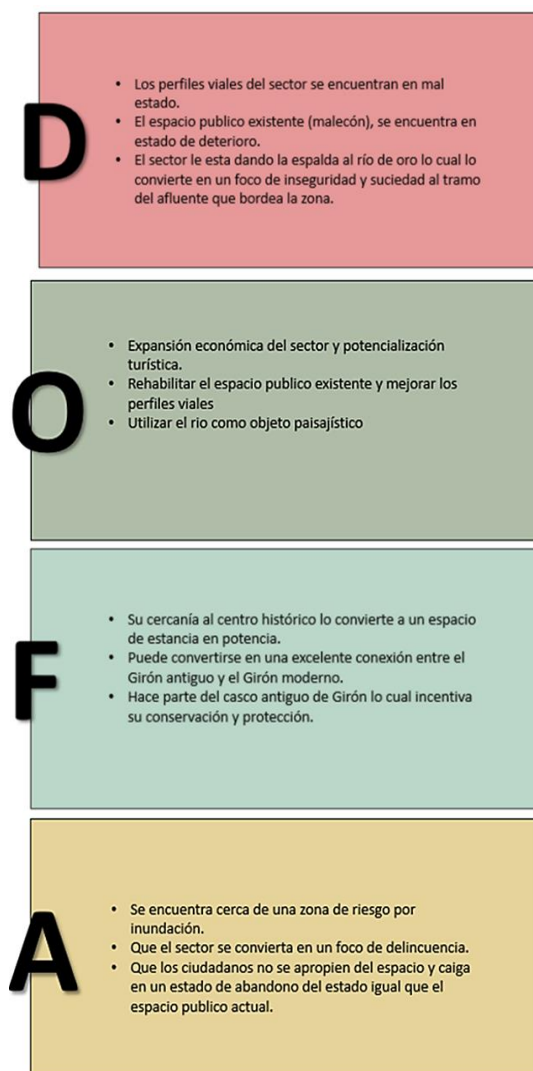 D
• Los perfiles viales del sector se encuentran en mal
estado.
• El espacio publico existente (malecón), se encuentra en
estado de deterioro.
• El sector le esta dando la espalda al río de oro lo cual lo
convierte en un foco de inseguridad y suciedad al tramo
del afluente que bordea la zona.
O
• Expansión económica del sector y potencialización
turística.
• Rehabilitar el espacio publico existente y mejorar los
perfiles viales
• Utilizar el rio como objeto paisajístico
F
• Su cercanía al centro histórico lo convierte a un espacio
de estancia en potencia.
• Puede convertirse en una excelente conexión entre el
Girón antiguo y el Girón moderno.
• Hace parte del casco antiguo de Girón lo cual incentiva
su conservación y protección.
A
• Se encuentra cerca de una zona de riesgo por
inundación.
• Que el sector se convierta en un foco de delincuencia.
• Que los ciudadanos no se apropien del espacio y caiga
en un estado de abandono del estado igual que el
espacio publico actual.